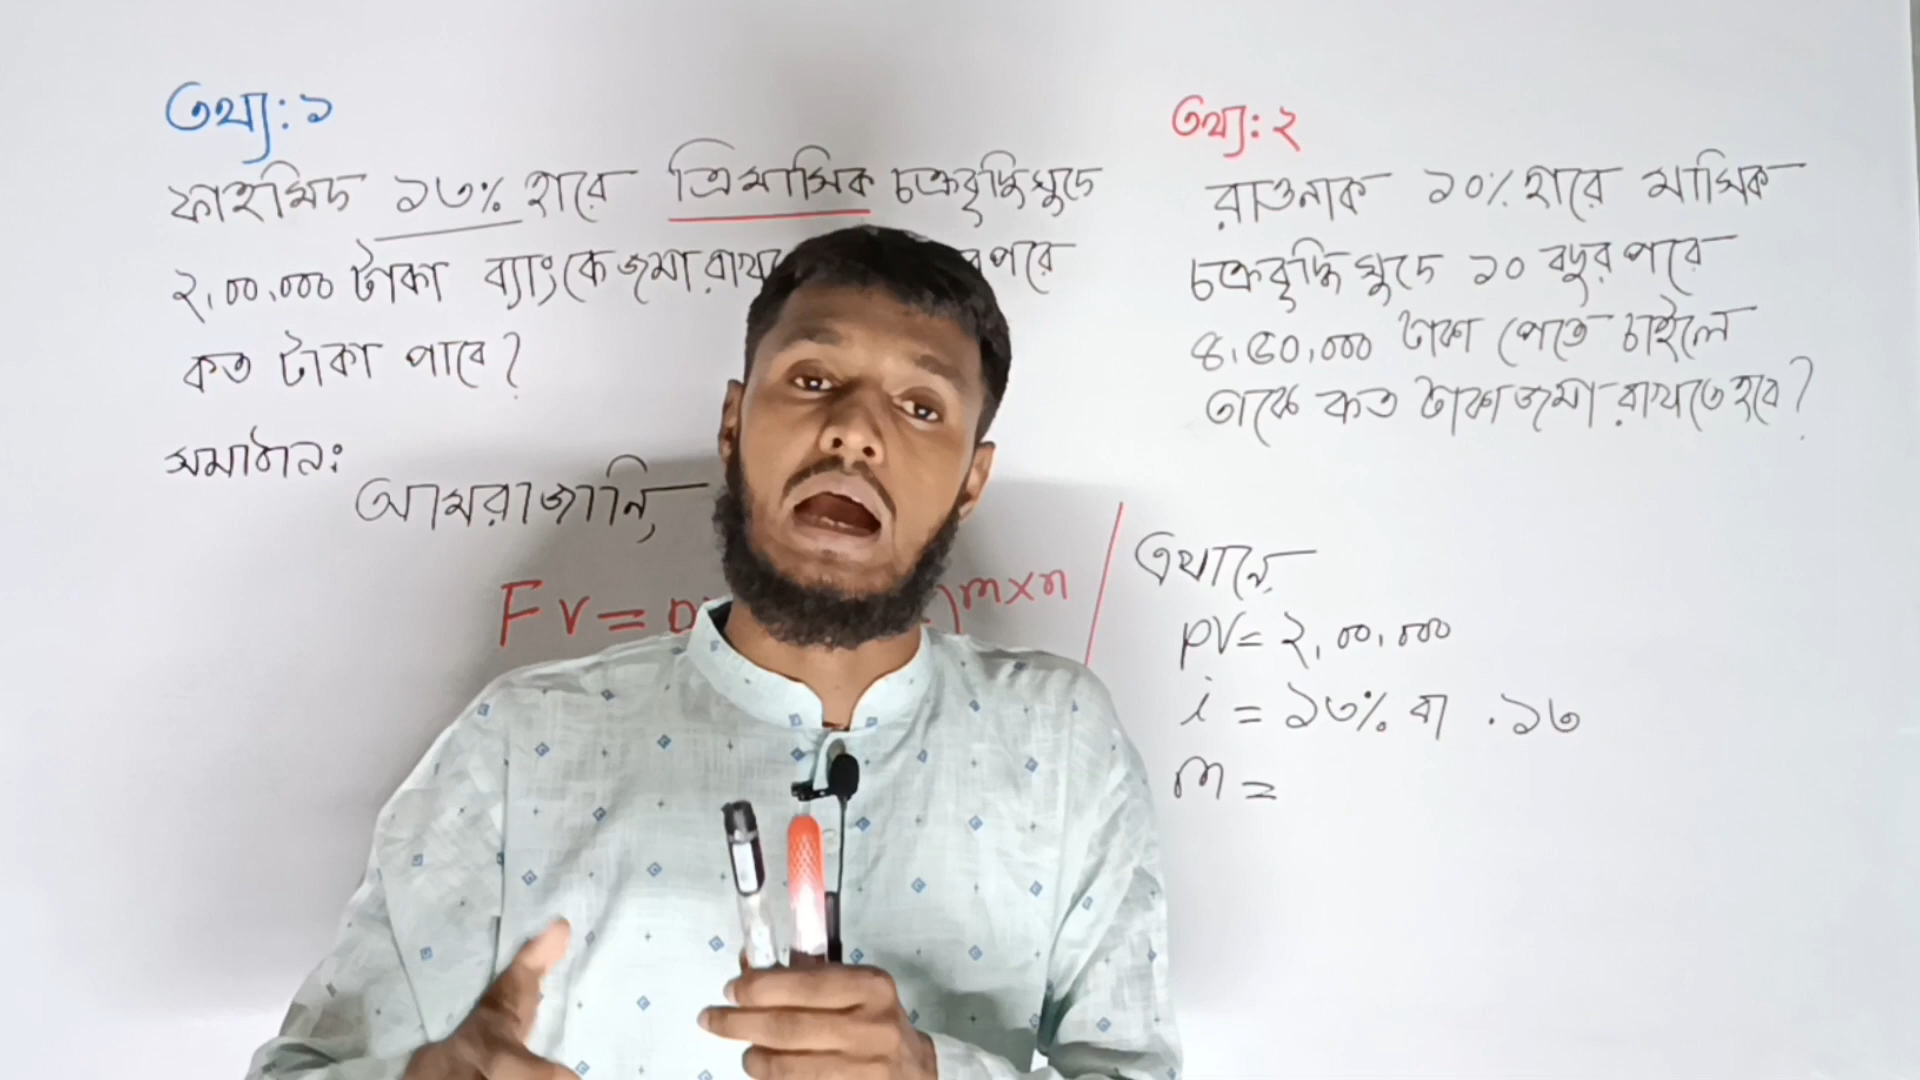 তথ্য: ১
ফাহমিদ ১৩% হারে ত্রিমাসিক চক্রবৃদ্ধি সুদে
২,০০,০০০ টাকা ব্যাংকে জমা রাখ পরে
কত টাকা পাবে?
সমাধান:
আমরা জানি,
FV = m×n
তথ্য: ২
রাওনাক ১০% হারে মাসিক
চক্রবৃদ্ধি সুদে ১০ বছর পরে
৪,৫০,০০০ টাকা পেতে চাইলে
তাকে কত টাকা জমা রাখতে হবে?
এখানে,
PV = ২,০০,০০০
i = ১৩% বা .১৩
m =